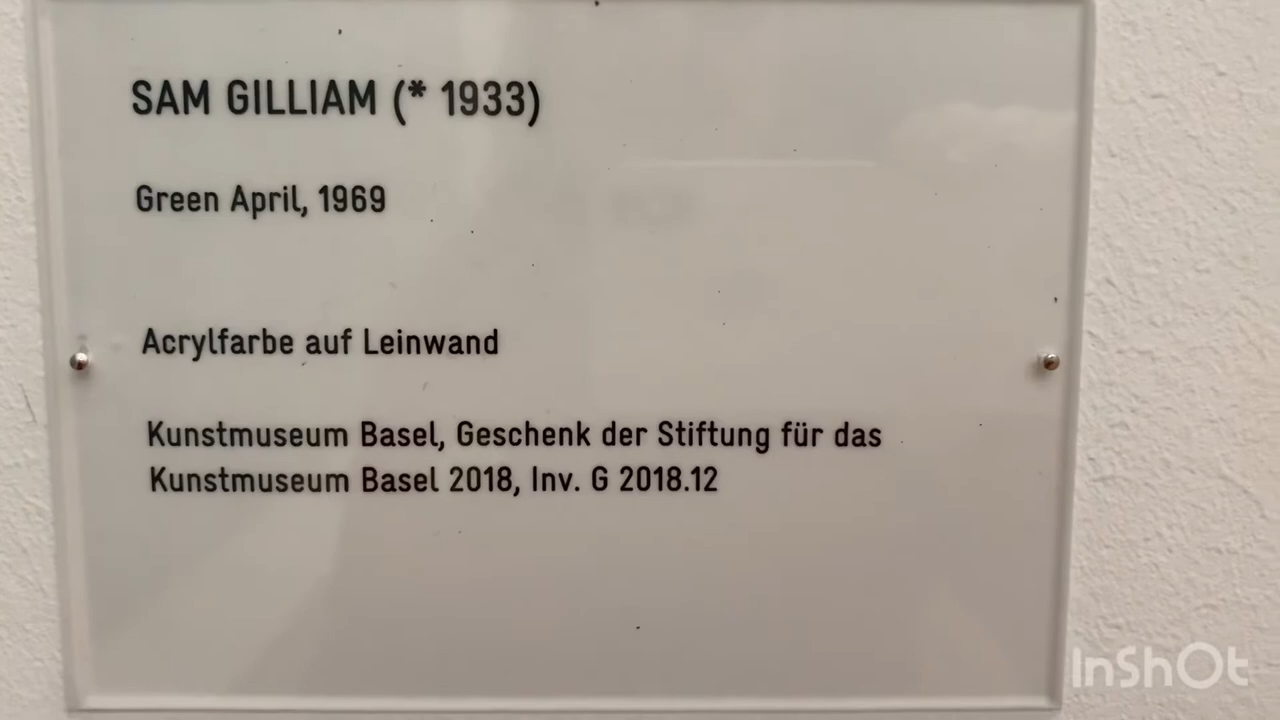 SAM GILLIAM (* 1933)
Green April, 1969
Acrylfarbe auf Leinwand
Kunstmuseum Basel, Geschenk der Stiftung für das
Kunstmuseum Basel 2018, Inv. G 2018.12
InShOt